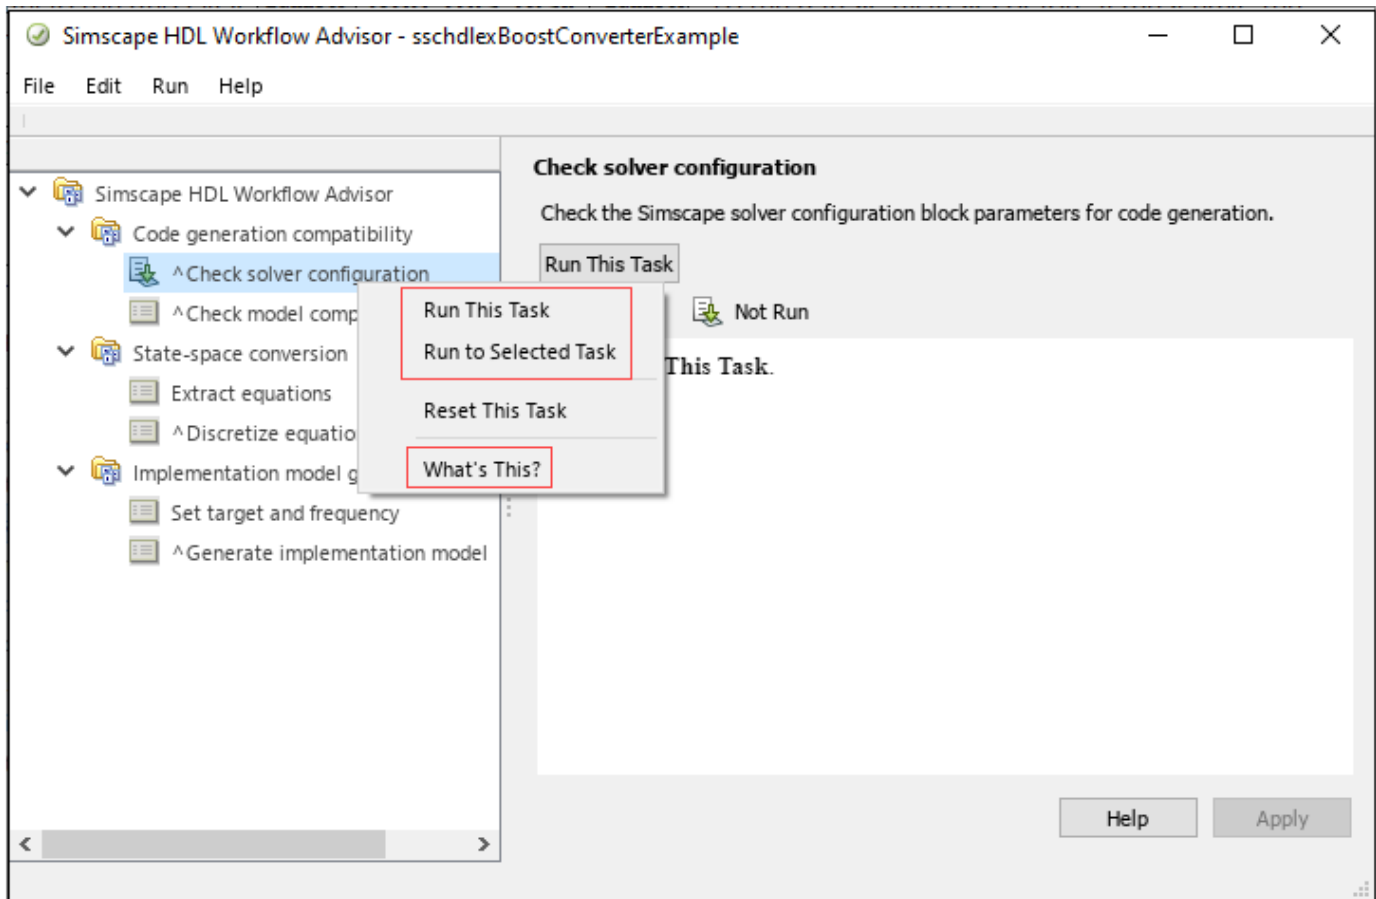 Simscape HDL Workflow Advisor - sschdlexBoostConverterExample
File Edit Run Help
Simscape HDL Workflow Advisor
Code generation compatibility
^Check solver configuration
^Check model comp
State-space conversion
Extract equations
^Discretize equatio
Implementation model g
Set target and frequency
^Generate implementation model
Run This Task
Run to Selected Task
Reset This Task
What's This?
Check solver configuration
Check the Simscape solver configuration block parameters for code generation.
Run This Task
Not Run
This Task.
Help Apply